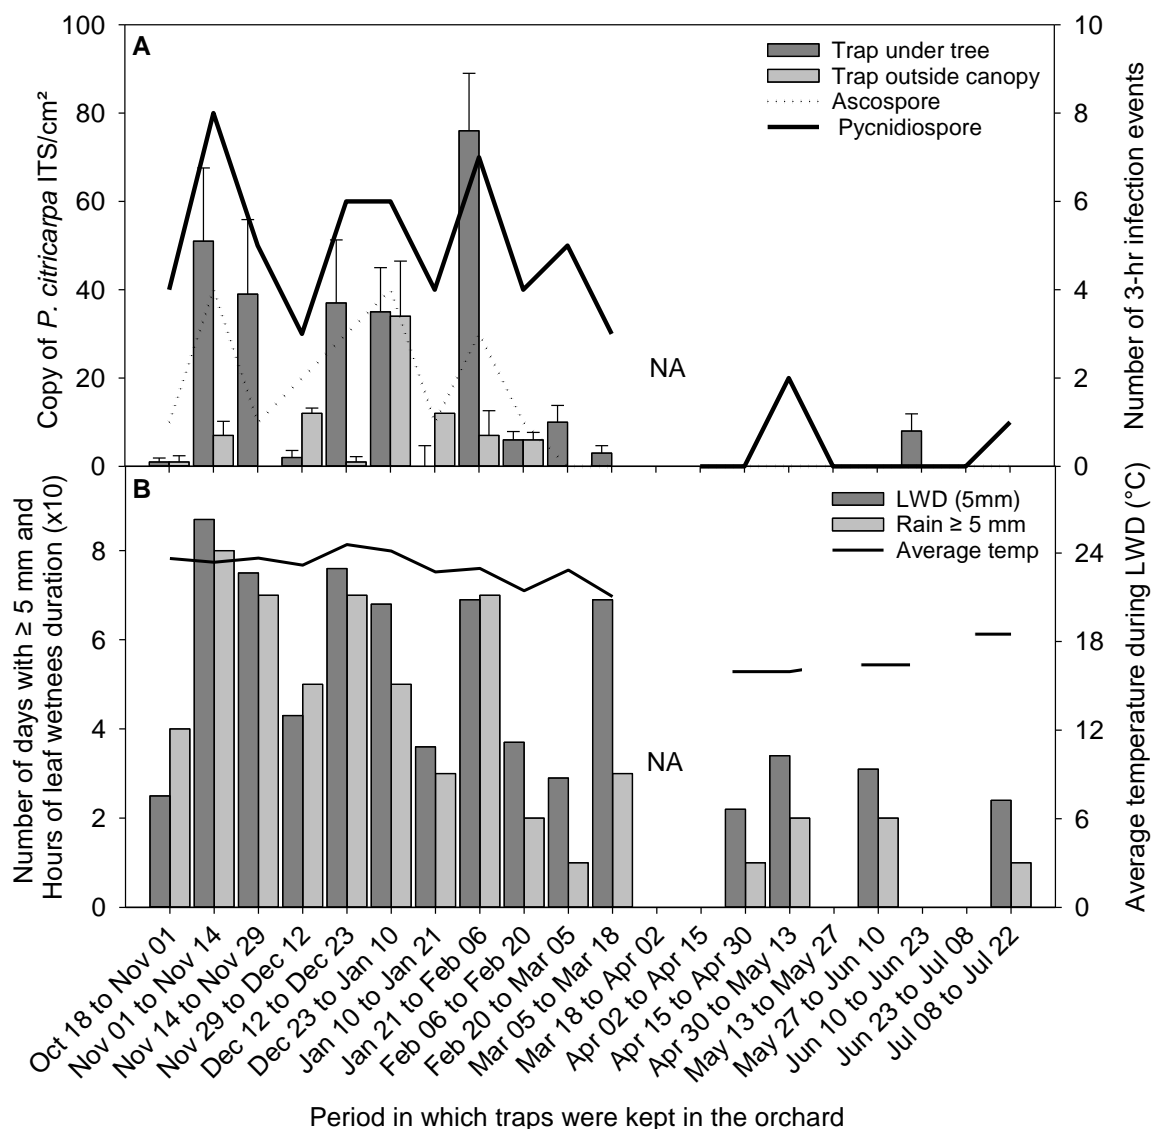 A
Trap under tree
Trap outside canopy
Ascospore
Pycnidiospore
NA
100
80
60
40
20
0
Copy of P. citricarpa ITS/cm²
10
8
6
4
2
0
Number of 3-hr infection events
B
LWD (5mm)
Rain ≥ 5 mm
Average temp
NA
8
6
4
2
0
Number of days with ≥ 5 mm and
Hours of leaf wetnees duration (x10)
24
18
12
6
0
Average temperature during LWD (°C)
Oct 18 to Nov 01
Nov 01 to Nov 14
Nov 14 to Nov 29
Nov 29 to Dec 12
Dec 12 to Dec 23
Dec 23 to Jan 10
Jan 10 to Jan 21
Jan 21 to Feb 06
Feb 06 to Feb 20
Feb 20 to Mar 05
Mar 05 to Mar 18
Mar 18 to Apr 02
Apr 02 to Apr 15
Apr 15 to Apr 30
Apr 30 to May 13
May 13 to May 27
May 27 to Jun 10
Jun 10 to Jun 23
Jun 23 to Jul 08
Jul 08 to Jul 22
Period in which traps were kept in the orchard